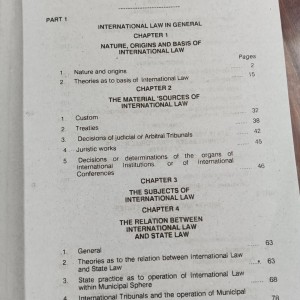 PART 1
INTERNATIONAL LAW IN GENERAL
CHAPTER 1
NATURE, ORIGINS AND BASIS OF
INTERNATIONAL LAW
Pages
1. Nature and origins ..... 2
2. Theories as to basis of International Law ..... 15
CHAPTER 2
THE MATERIAL 'SOURCES OF
INTERNATIONAL LAW
1. Custom ..... 32
2. Treaties ..... 38
3. Decisions of judicial or Arbitral Tribunals ..... 42
4. Juristic works ..... 45
5. Decisions or determinations of the organs of
International Institutions, or of International
Conferences ..... 46
CHAPTER 3
THE SUBJECTS OF
INTERNATIONAL LAW
CHAPTER 4
THE RELATION BETWEEN
INTERNATIONAL LAW
AND STATE LAW
1. General ..... 63
2. Theories as to the relation between International Law
and State Law ..... 63
3. State practice as to operation of International Law
within Municipal Sphere ..... 68
4. International Tribunals and the operation of Municipal
78